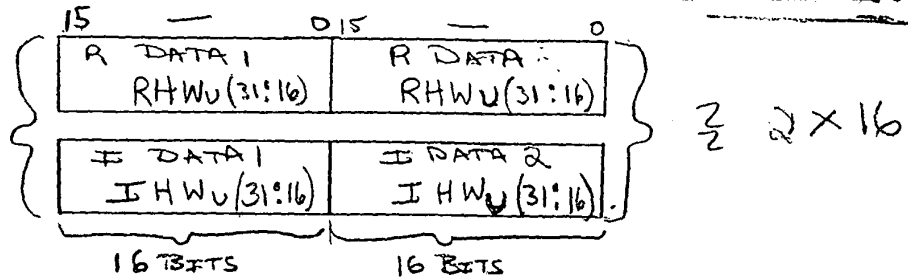 15 — 0 15 — 0
R DATA 1 R DATA
RHWU(31:16) RHWU(31:16)
2 × 16
I DATA 1 I DATA 2
IHWU(31:16) IHWU(31:16)
16 BITS 16 BITS